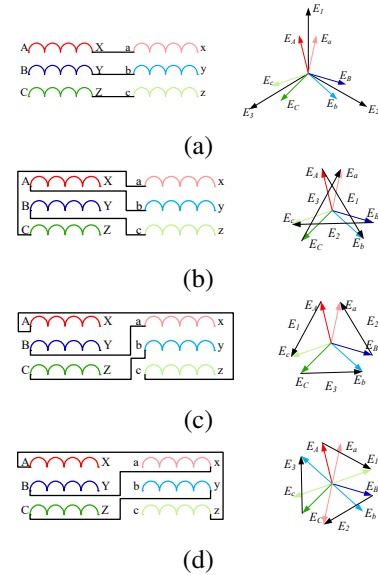 A X a x
B Y b y
C Z c z
E1
EA Ea
Ec EB
EC Eb
E3 E2
(a)
A X a x
B Y b y
C Z c z
EA Ea
E3 E1
Ec EB
E2
EC Eb
(b)
A X a x
B Y b y
C Z c z
EA Ea
E1
Ec EB
EC Eb
E3
(c)
A X a x
B Y b y
C Z c z
EA Ea E1
E3
Ec EB
EC E2 Eb
(d)